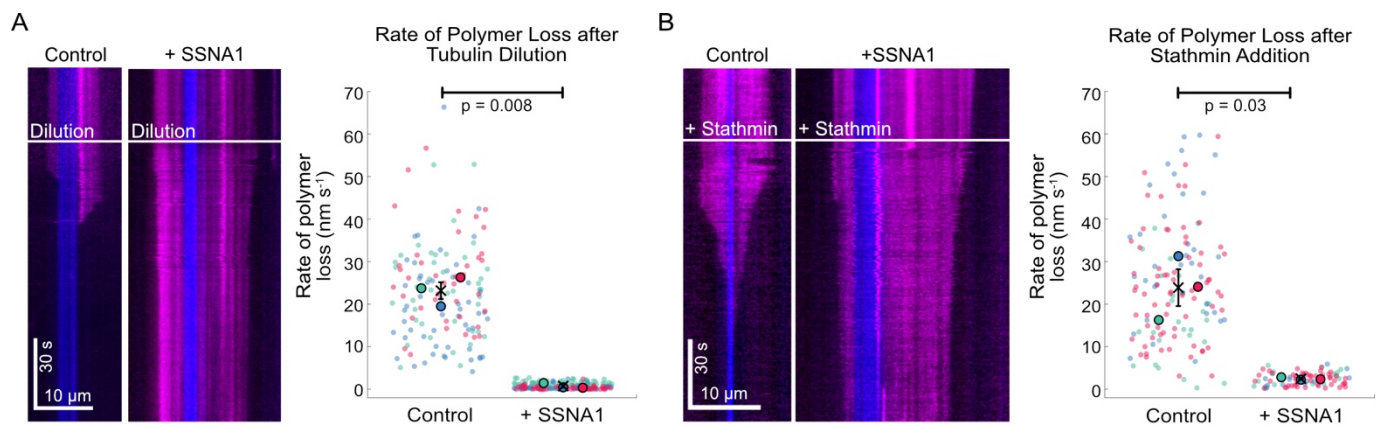 A
Control
+ SSNA1
Dilution
Dilution
30 s
10 µm
Rate of Polymer Loss after
Tubulin Dilution
p = 0.008
Rate of polymer
loss (nm s⁻¹)
70
60
50
40
30
20
10
0
Control
+ SSNA1
B
Control
+SSNA1
+ Stathmin
+ Stathmin
30 s
10 µm
Rate of Polymer Loss after
Stathmin Addition
p = 0.03
Rate of polymer
loss (nm s⁻¹)
70
60
50
40
30
20
10
0
Control
+ SSNA1